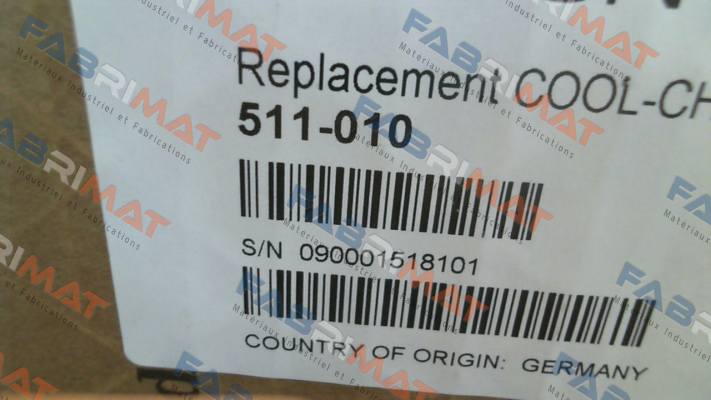 Replacement COOL-CH
511-010
S/N 090001518101
COUNTRY OF ORIGIN: GERMANY
FABRIMAT
Materiaux Industriel et Fabrications